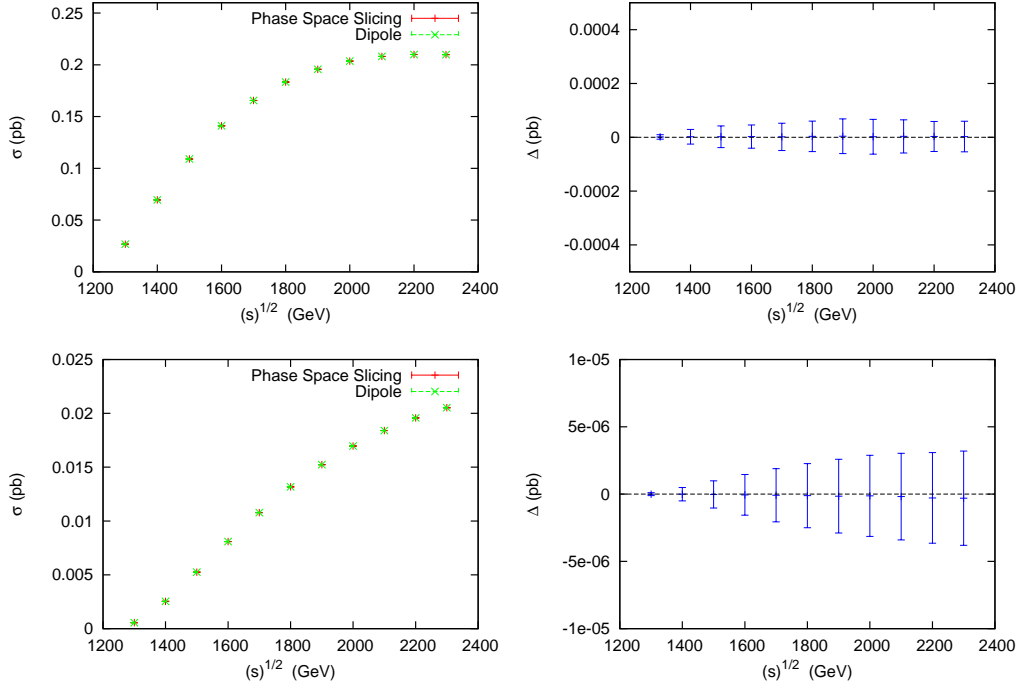 Phase Space Slicing
Dipole
σ (pb)
0.25
0.2
0.15
0.1
0.05
0
1200 1400 1600 1800 2000 2200 2400
(s)^1/2 (GeV)
Δ (pb)
0.0004
0.0002
0
-0.0002
-0.0004
1200 1400 1600 1800 2000 2200 2400
(s)^1/2 (GeV)
Phase Space Slicing
Dipole
σ (pb)
0.025
0.02
0.015
0.01
0.005
0
1200 1400 1600 1800 2000 2200 2400
(s)^1/2 (GeV)
Δ (pb)
1e-05
5e-06
0
-5e-06
-1e-05
1200 1400 1600 1800 2000 2200 2400
(s)^1/2 (GeV)